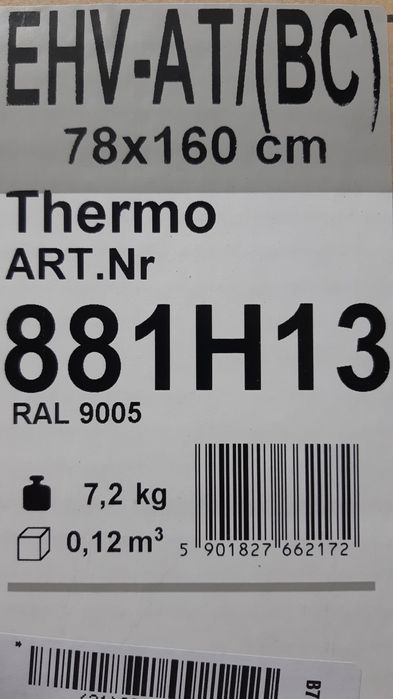 EHV-AT/(BC)
78x160 cm
Thermo
ART.Nr
881H13
RAL 9005
7,2 kg
0,12 m³
5 901827 662172
*